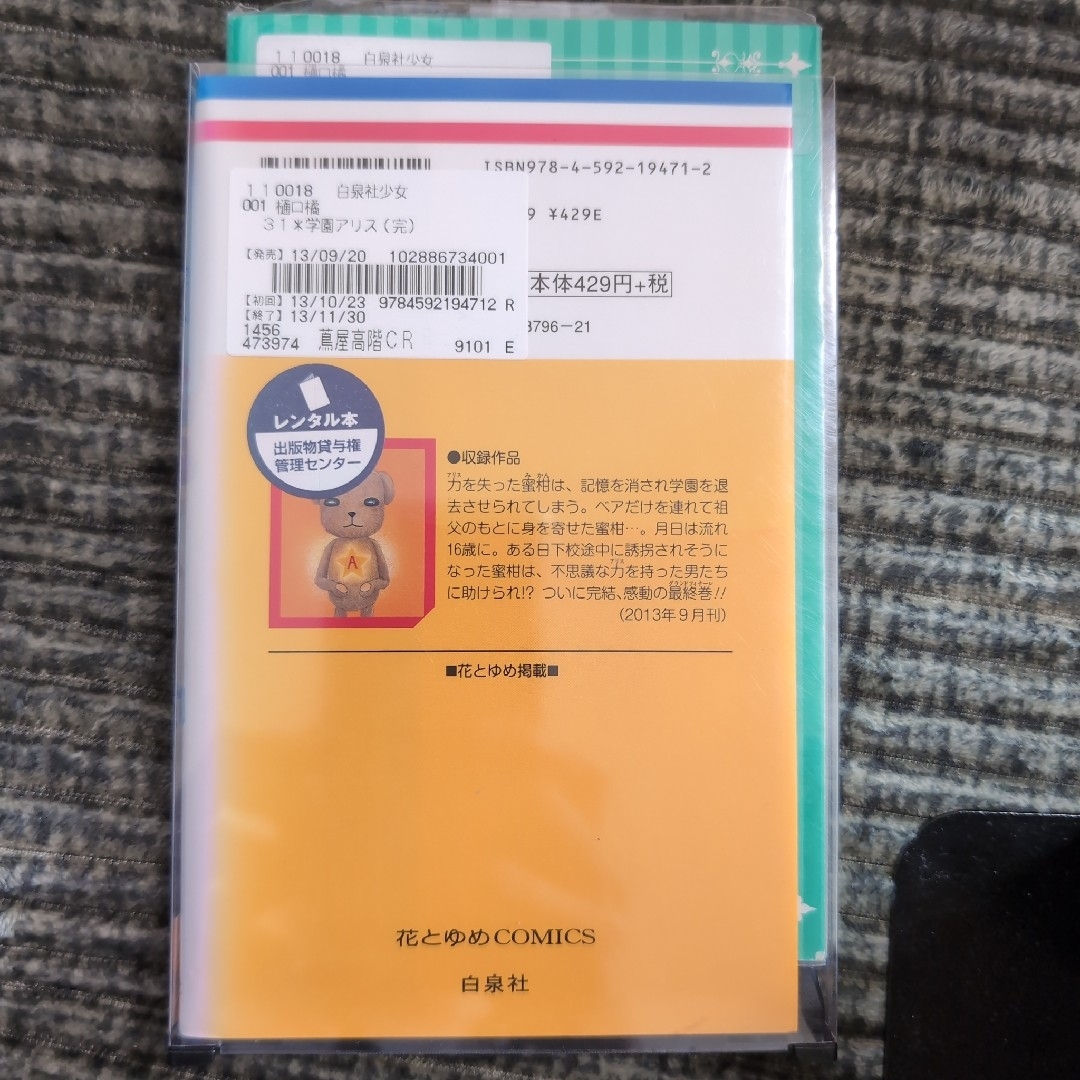 110018 白泉社少女
001 樋口橘
ISBN978-4-592-19471-2
110018 白泉社少女
001 樋口橘
31*学園アリス(完)
9 ¥429E
【発売】13/09/20 102886734001
本体429円+税
【初回】13/10/23 9784592194712 R
【終了】13/11/30
3796-21
1456
473974 蔦屋高階CR 9101 E
レンタル本
出版物貸与権
管理センター
A
●収録作品
力を失った蜜柑は、記憶を消され学園を退
去させられてしまう。ベアだけを連れて祖
父のもとに身を寄せた蜜柑…。月日は流れ
16歳に。ある日下校途中に誘拐されそうに
なった蜜柑は、不思議な力を持った男たち
に助けられ!? ついに完結、感動の最終巻!!
(2013年9月刊)
■花とゆめ掲載■
花とゆめCOMICS
白泉社